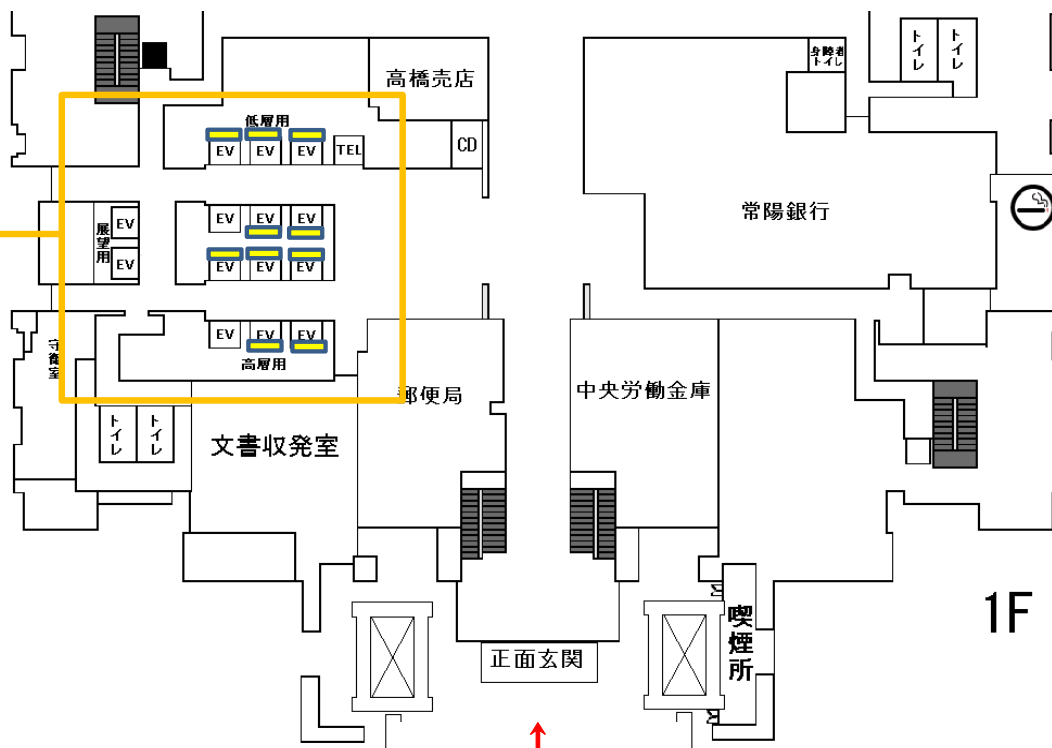 トイレ
トイレ
身障者
トイレ
高橋売店
低層用
EV
EV
EV
TEL
CD
常陽銀行
展望用
EV
EV
EV
EV
EV
EV
EV
EV
EV
EV
EV
高層用
守衛室
郵便局
中央労働金庫
トイレ
トイレ
文書収発室
喫煙所
1F
正面玄関